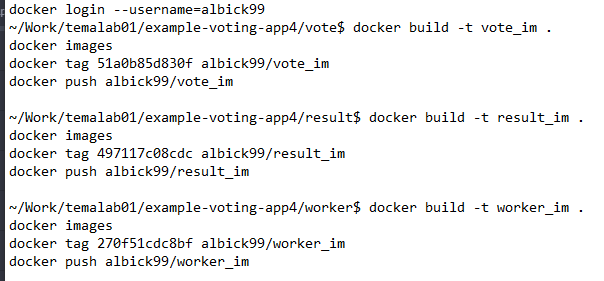 docker login --username=albick99
~/Work/temalab01/example-voting-app4/vote$ docker build -t vote_im .
docker images
docker tag 51a0b85d830f albick99/vote_im
docker push albick99/vote_im
~/Work/temalab01/example-voting-app4/result$ docker build -t result_im .
docker images
docker tag 497117c08cdc albick99/result_im
docker push albick99/result_im
~/Work/temalab01/example-voting-app4/worker$ docker build -t worker_im .
docker images
docker tag 270f51cdc8bf albick99/worker_im
docker push albick99/worker_im